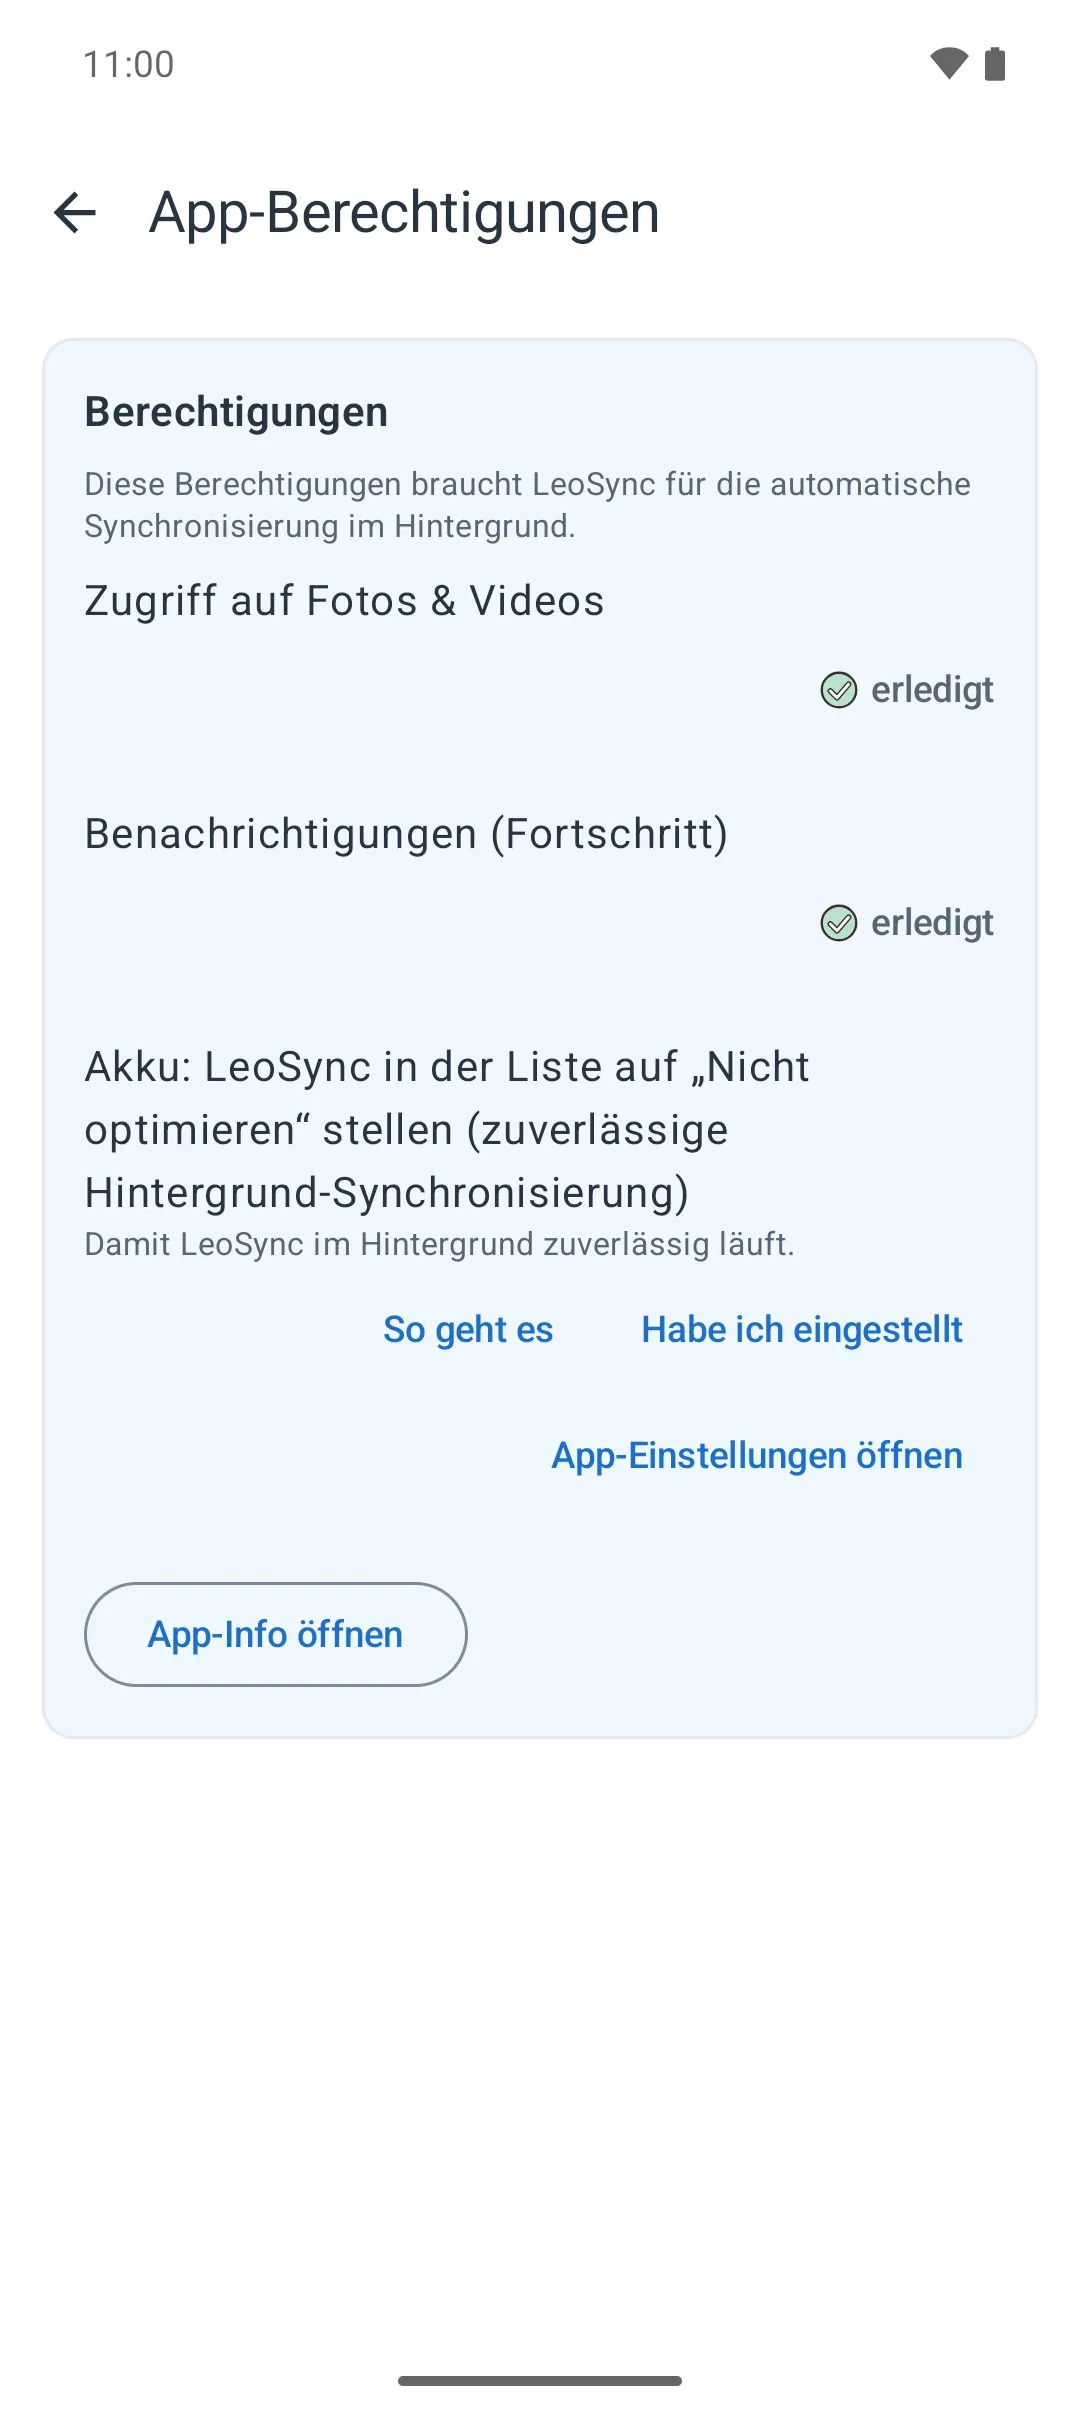 11:00
App-Berechtigungen
Berechtigungen
Diese Berechtigungen braucht LeoSync für die automatische
Synchronisierung im Hintergrund.
Zugriff auf Fotos & Videos
erledigt
Benachrichtigungen (Fortschritt)
erledigt
Akku: LeoSync in der Liste auf „Nicht
optimieren“ stellen (zuverlässige
Hintergrund-Synchronisierung)
Damit LeoSync im Hintergrund zuverlässig läuft.
So geht es
Habe ich eingestellt
App-Einstellungen öffnen
App-Info öffnen